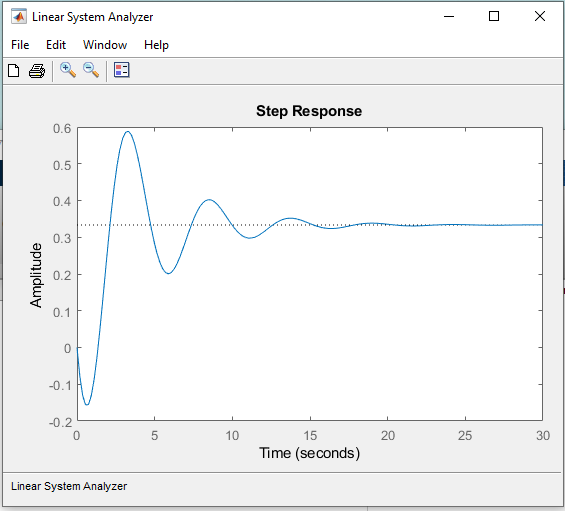 Linear System Analyzer
File Edit Window Help
Step Response
0.6
0.5
0.4
0.3
0.2
0.1
0
-0.1
-0.2
Amplitude
0 5 10 15 20 25 30
Time (seconds)
Linear System Analyzer